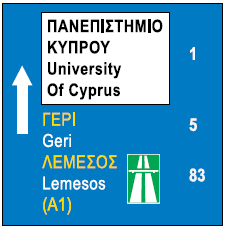 ΠΑΝΕΠΙΣΤΗΜΙΟ
ΚΥΠΡΟΥ 1
University
Of Cyprus
ΓΕΡΙ 5
Geri
ΛΕΜΕΣΟΣ
Lemesos 83
(A1)